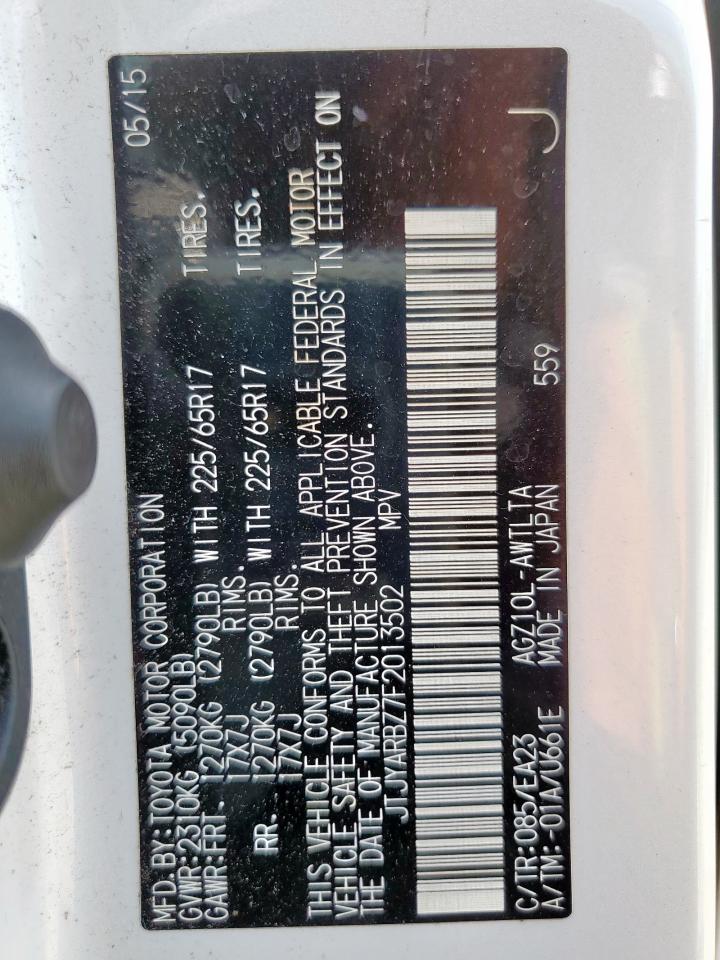 MFD.BY:TOYOTA MOTOR CORPORATION 05/15
GVWR:2310KG (5090LB)
GAWR:FRT. 1270KG (2790LB) WITH 225/65R17 TIRES.
17X7J RIMS.
RR. 1270KG (2790LB) WITH 225/65R17 TIRES.
17X7J RIMS.
THIS VEHICLE CONFORMS TO ALL APPLICABLE FEDERAL MOTOR
VEHICLE SAFETY AND THEFT PREVENTION STANDARDS IN EFFECT ON
THE DATE OF MANUFACTURE SHOWN ABOVE.
JTJYARBZ7F2013502 MPV
C/TR:085/EA23 AGZ10L-AWTLTA 559 J
A/TM:-01A/U661E MADE IN JAPAN